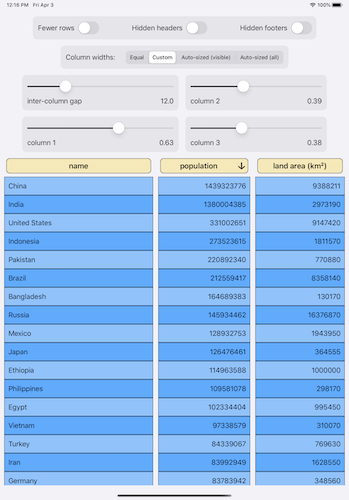 12:16 PM Fri Apr 3 100%
Fewer rows Hidden headers Hidden footers
Column widths: Equal Custom Auto-sized (visible) Auto-sized (all)
inter-column gap 12.0 column 2 0.39
column 1 0.63 column 3 0.38
name population ↓ land area (km²)
China 1439323776 9388211
India 1380004385 2973190
United States 331002651 9147420
Indonesia 273523615 1811570
Pakistan 220892340 770880
Brazil 212559417 8358140
Bangladesh 164689383 130170
Russia 145934462 16376870
Mexico 128932753 1943950
Japan 126476461 364555
Ethiopia 114963588 1000000
Philippines 109581078 298170
Egypt 102334404 995450
Vietnam 97338579 310070
Turkey 84339067 769630
Iran 83992949 1628550
Germany 83783942 348560